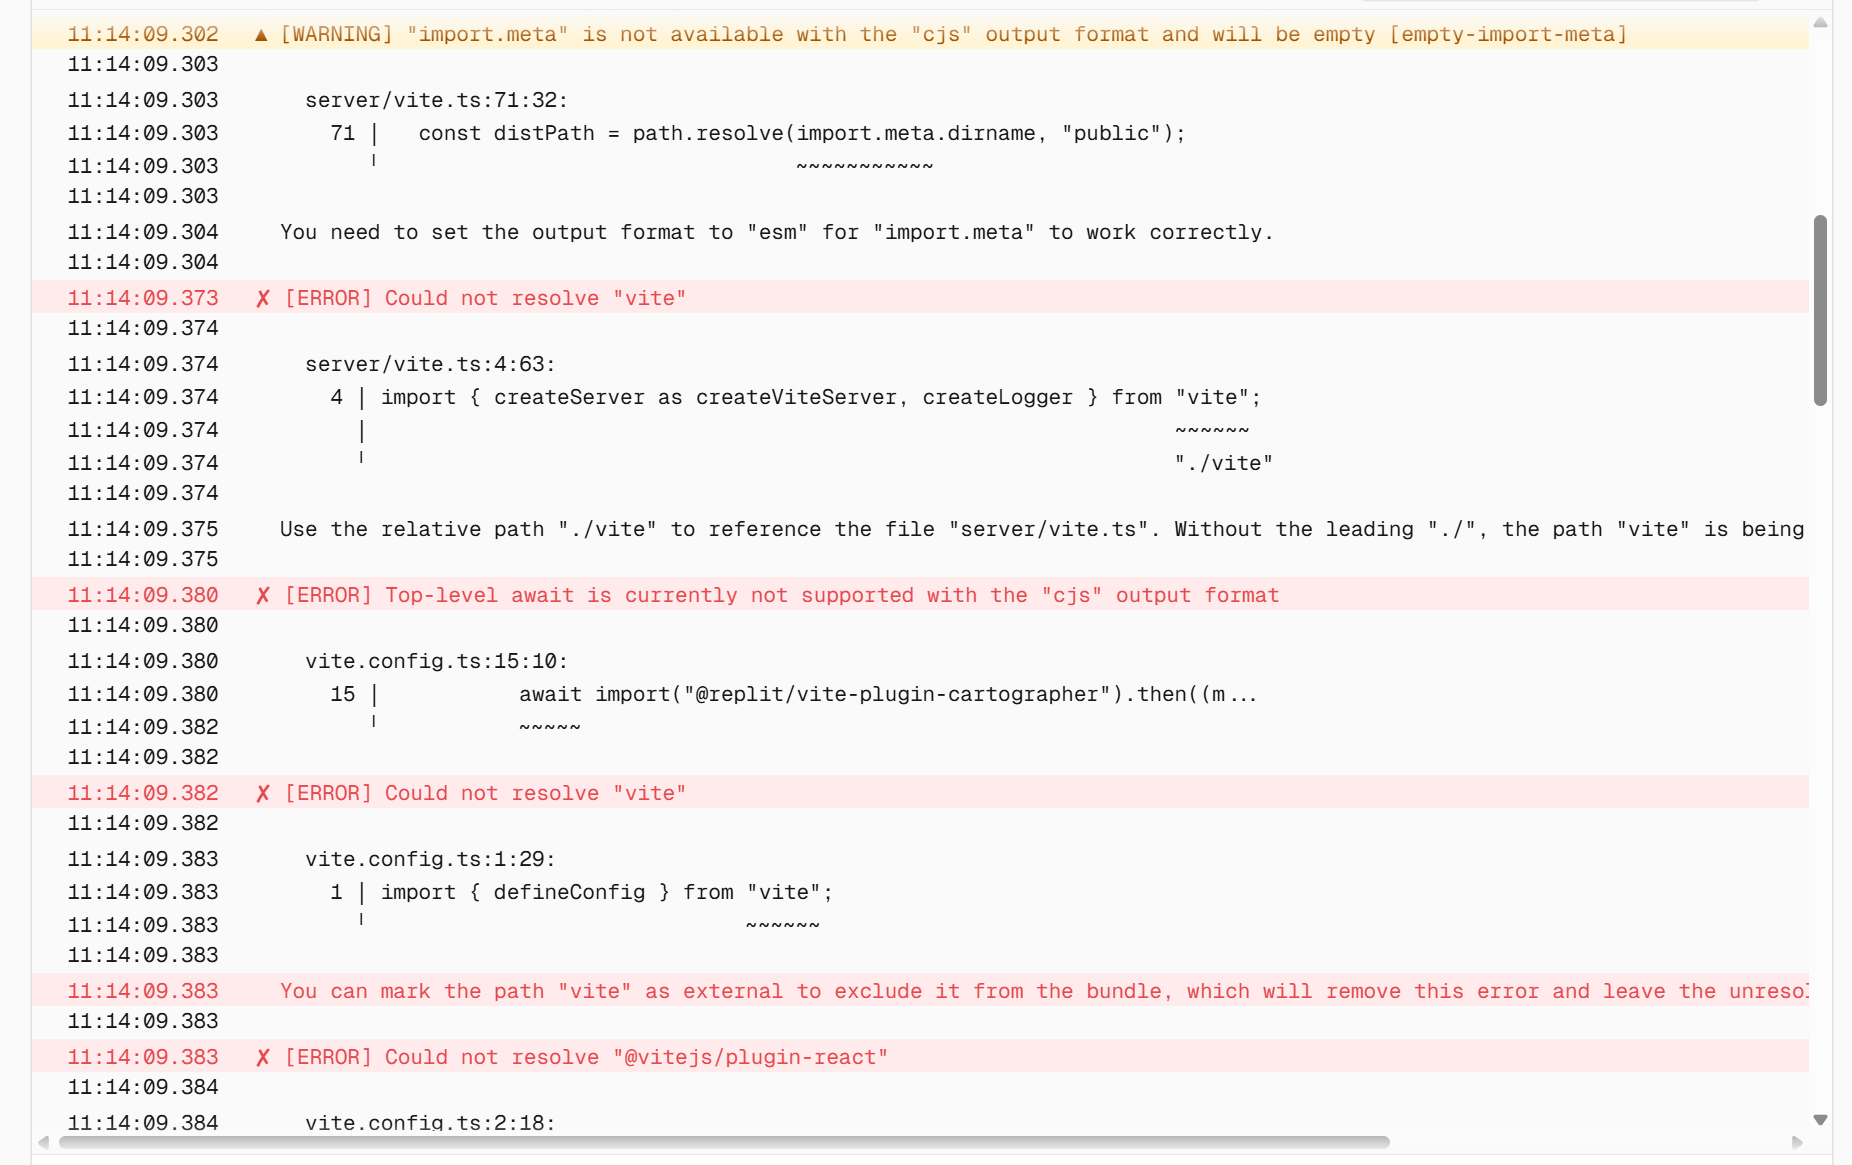 11:14:09.302 ▲ [WARNING] "import.meta" is not available with the "cjs" output format and will be empty [empty-import-meta]
11:14:09.303
11:14:09.303 server/vite.ts:71:32:
11:14:09.303 71 │ const distPath = path.resolve(import.meta.dirname, "public");
11:14:09.303 ╵ ~~~~~~~~~~~
11:14:09.303
11:14:09.304 You need to set the output format to "esm" for "import.meta" to work correctly.
11:14:09.304
11:14:09.373 ✗ [ERROR] Could not resolve "vite"
11:14:09.374
11:14:09.374 server/vite.ts:4:63:
11:14:09.374 4 │ import { createServer as createViteServer, createLogger } from "vite";
11:14:09.374 │ ~~~~~~
11:14:09.374 ╵ "./vite"
11:14:09.374
11:14:09.375 Use the relative path "./vite" to reference the file "server/vite.ts". Without the leading "./", the path "vite" is being
11:14:09.375
11:14:09.380 ✗ [ERROR] Top-level await is currently not supported with the "cjs" output format
11:14:09.380
11:14:09.380 vite.config.ts:15:10:
11:14:09.380 15 │ await import("@replit/vite-plugin-cartographer").then((m...
11:14:09.382 ╵ ~~~~~
11:14:09.382
11:14:09.382 ✗ [ERROR] Could not resolve "vite"
11:14:09.382
11:14:09.383 vite.config.ts:1:29:
11:14:09.383 1 │ import { defineConfig } from "vite";
11:14:09.383 ╵ ~~~~~~
11:14:09.383
11:14:09.383 You can mark the path "vite" as external to exclude it from the bundle, which will remove this error and leave the
11:14:09.383
11:14:09.383 ✗ [ERROR] Could not resolve "@vitejs/plugin-react"
11:14:09.384
11:14:09.384 vite.config.ts:2:18: